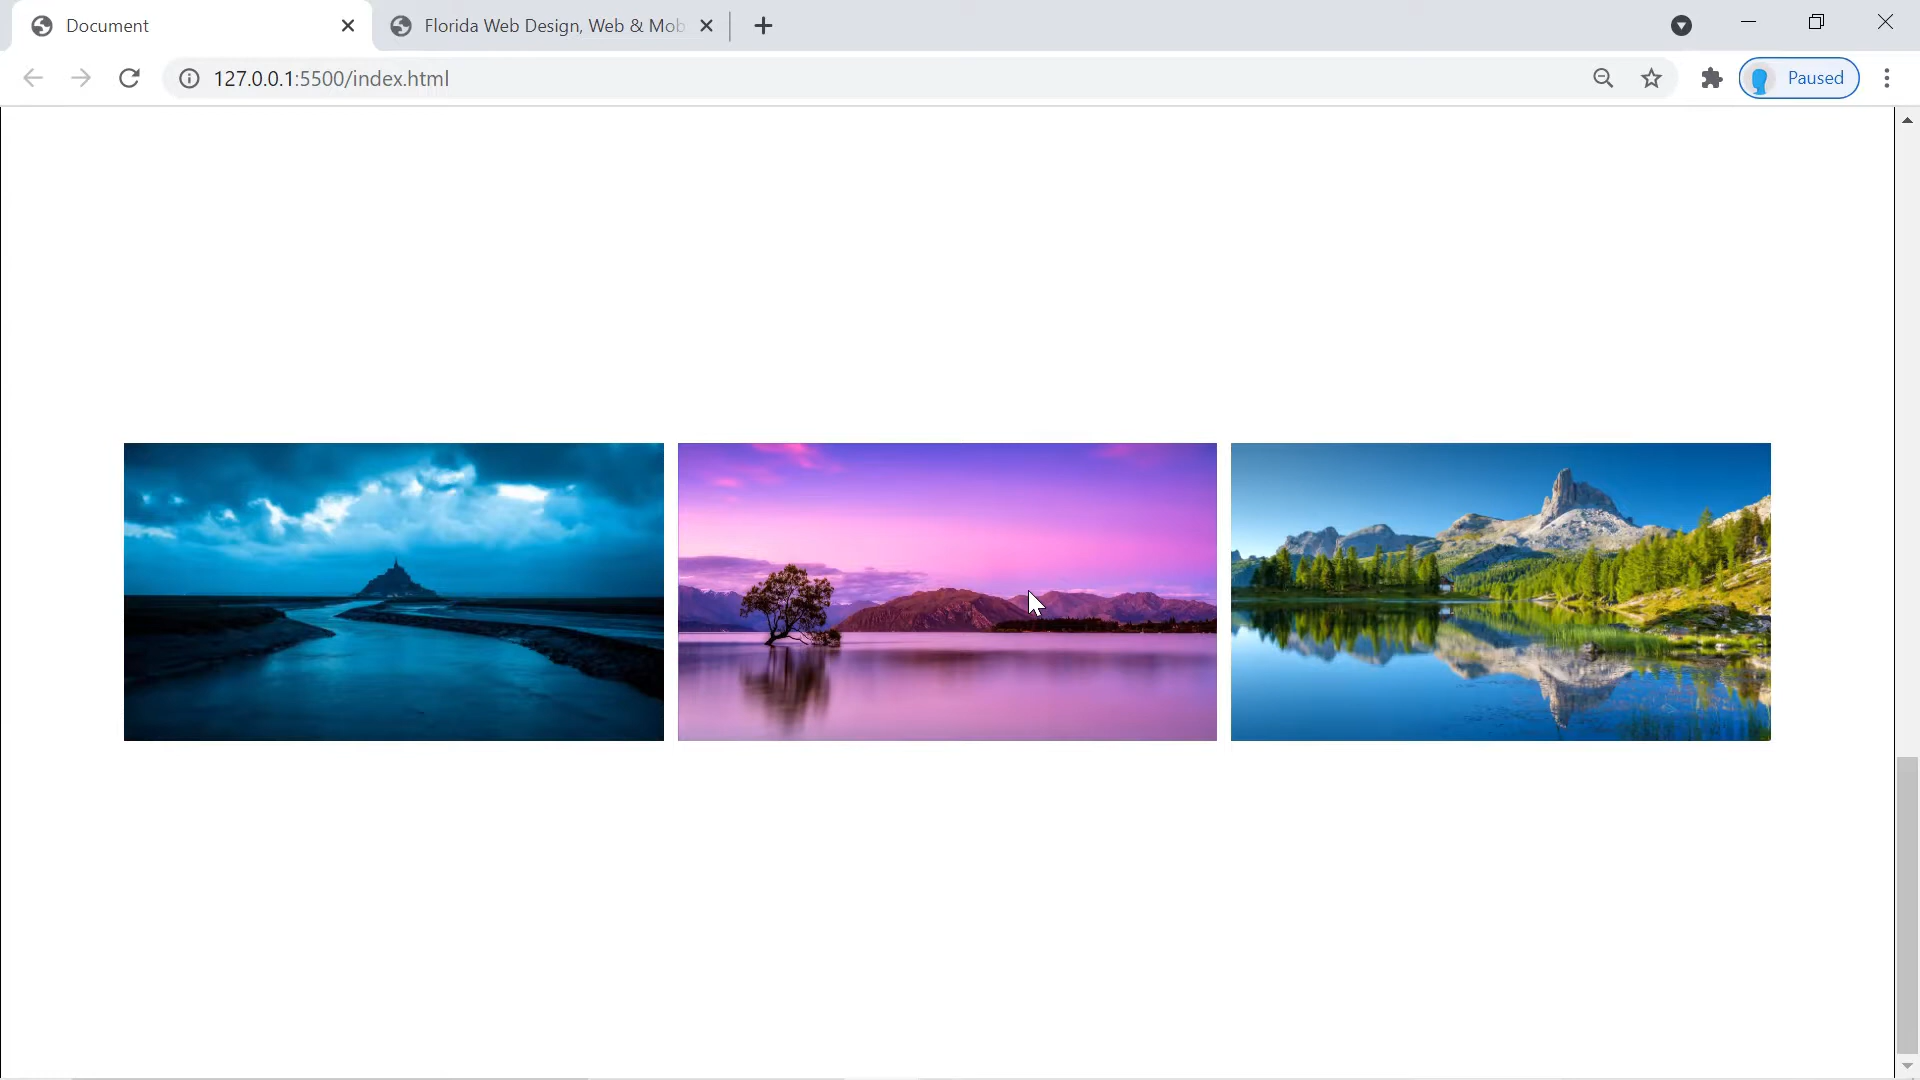 Document
Florida Web Design, Web & Mob
127.0.0.1:5500/index.html
Paused